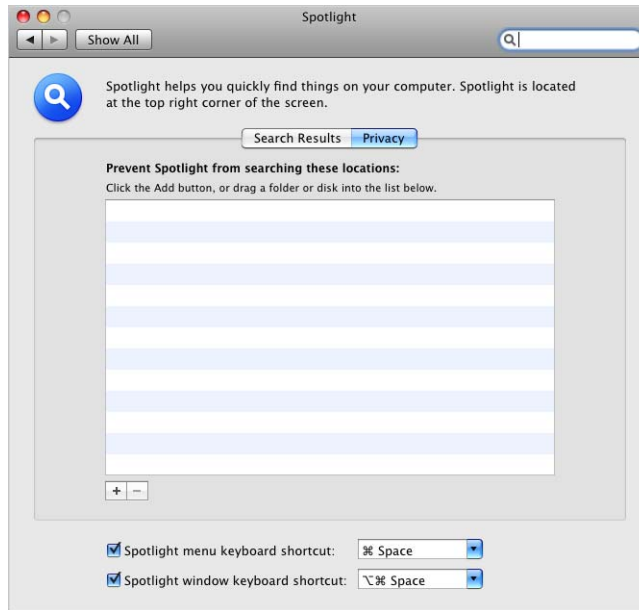 Spotlight
Show All
Spotlight helps you quickly find things on your computer. Spotlight is located
at the top right corner of the screen.
Search Results Privacy
Prevent Spotlight from searching these locations:
Click the Add button, or drag a folder or disk into the list below.
+ −
Spotlight menu keyboard shortcut: ⌘ Space
Spotlight window keyboard shortcut: ⌥⌘ Space